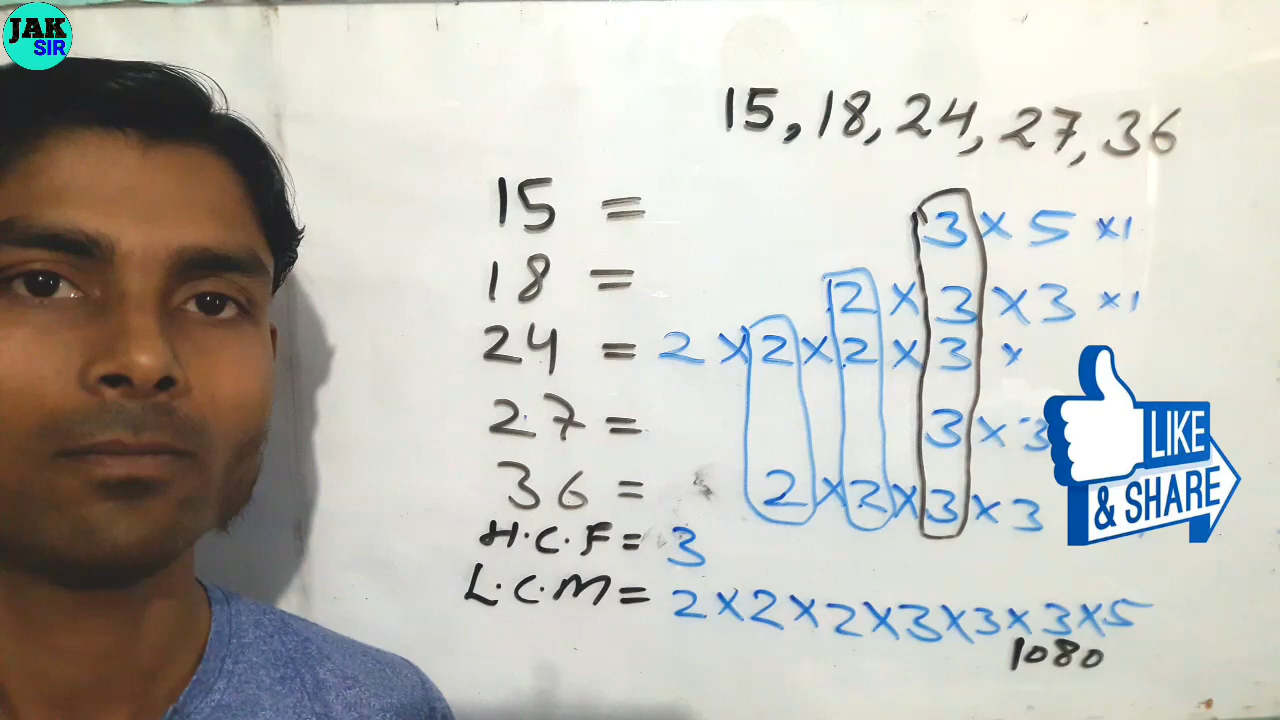 JAK
SIR
15, 18, 24, 27, 36
15 = 3 × 5 ×1
18 = 2 × 3 × 3 ×1
24 = 2 × 2 × 2 × 3 ×
27 = 3 × 3
36 = 2 × 2 × 3 × 3
LIKE
& SHARE
H.C.F = 3
L.C.M = 2×2×2×3×3×3×5
1080